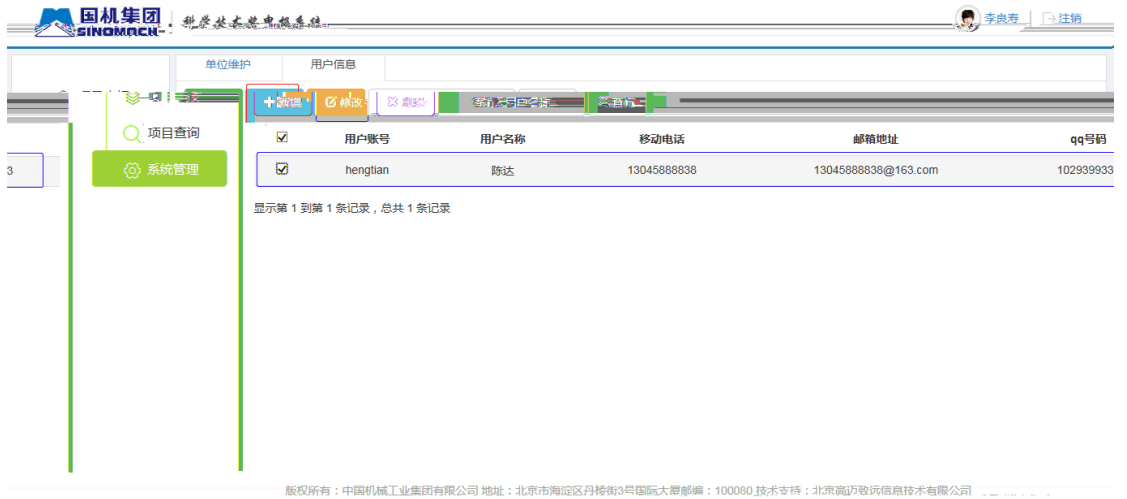 国机集团
SINOMACH
科学技术奖申报系统
李良寿 注销
单位维护 用户信息
修改
项目查询
系统管理
用户账号 用户名称 移动电话 邮箱地址 qq号码
3
hengtian 陈达 13045888838 13045888838@163.com 102939933
显示第 1 到第 1 条记录，总共 1 条记录
版权所有：中国机械工业集团有限公司 地址：北京市海淀区丹棱街3号国际大厦邮编：100080 技术支持：北京高迈致远信息技术有限公司